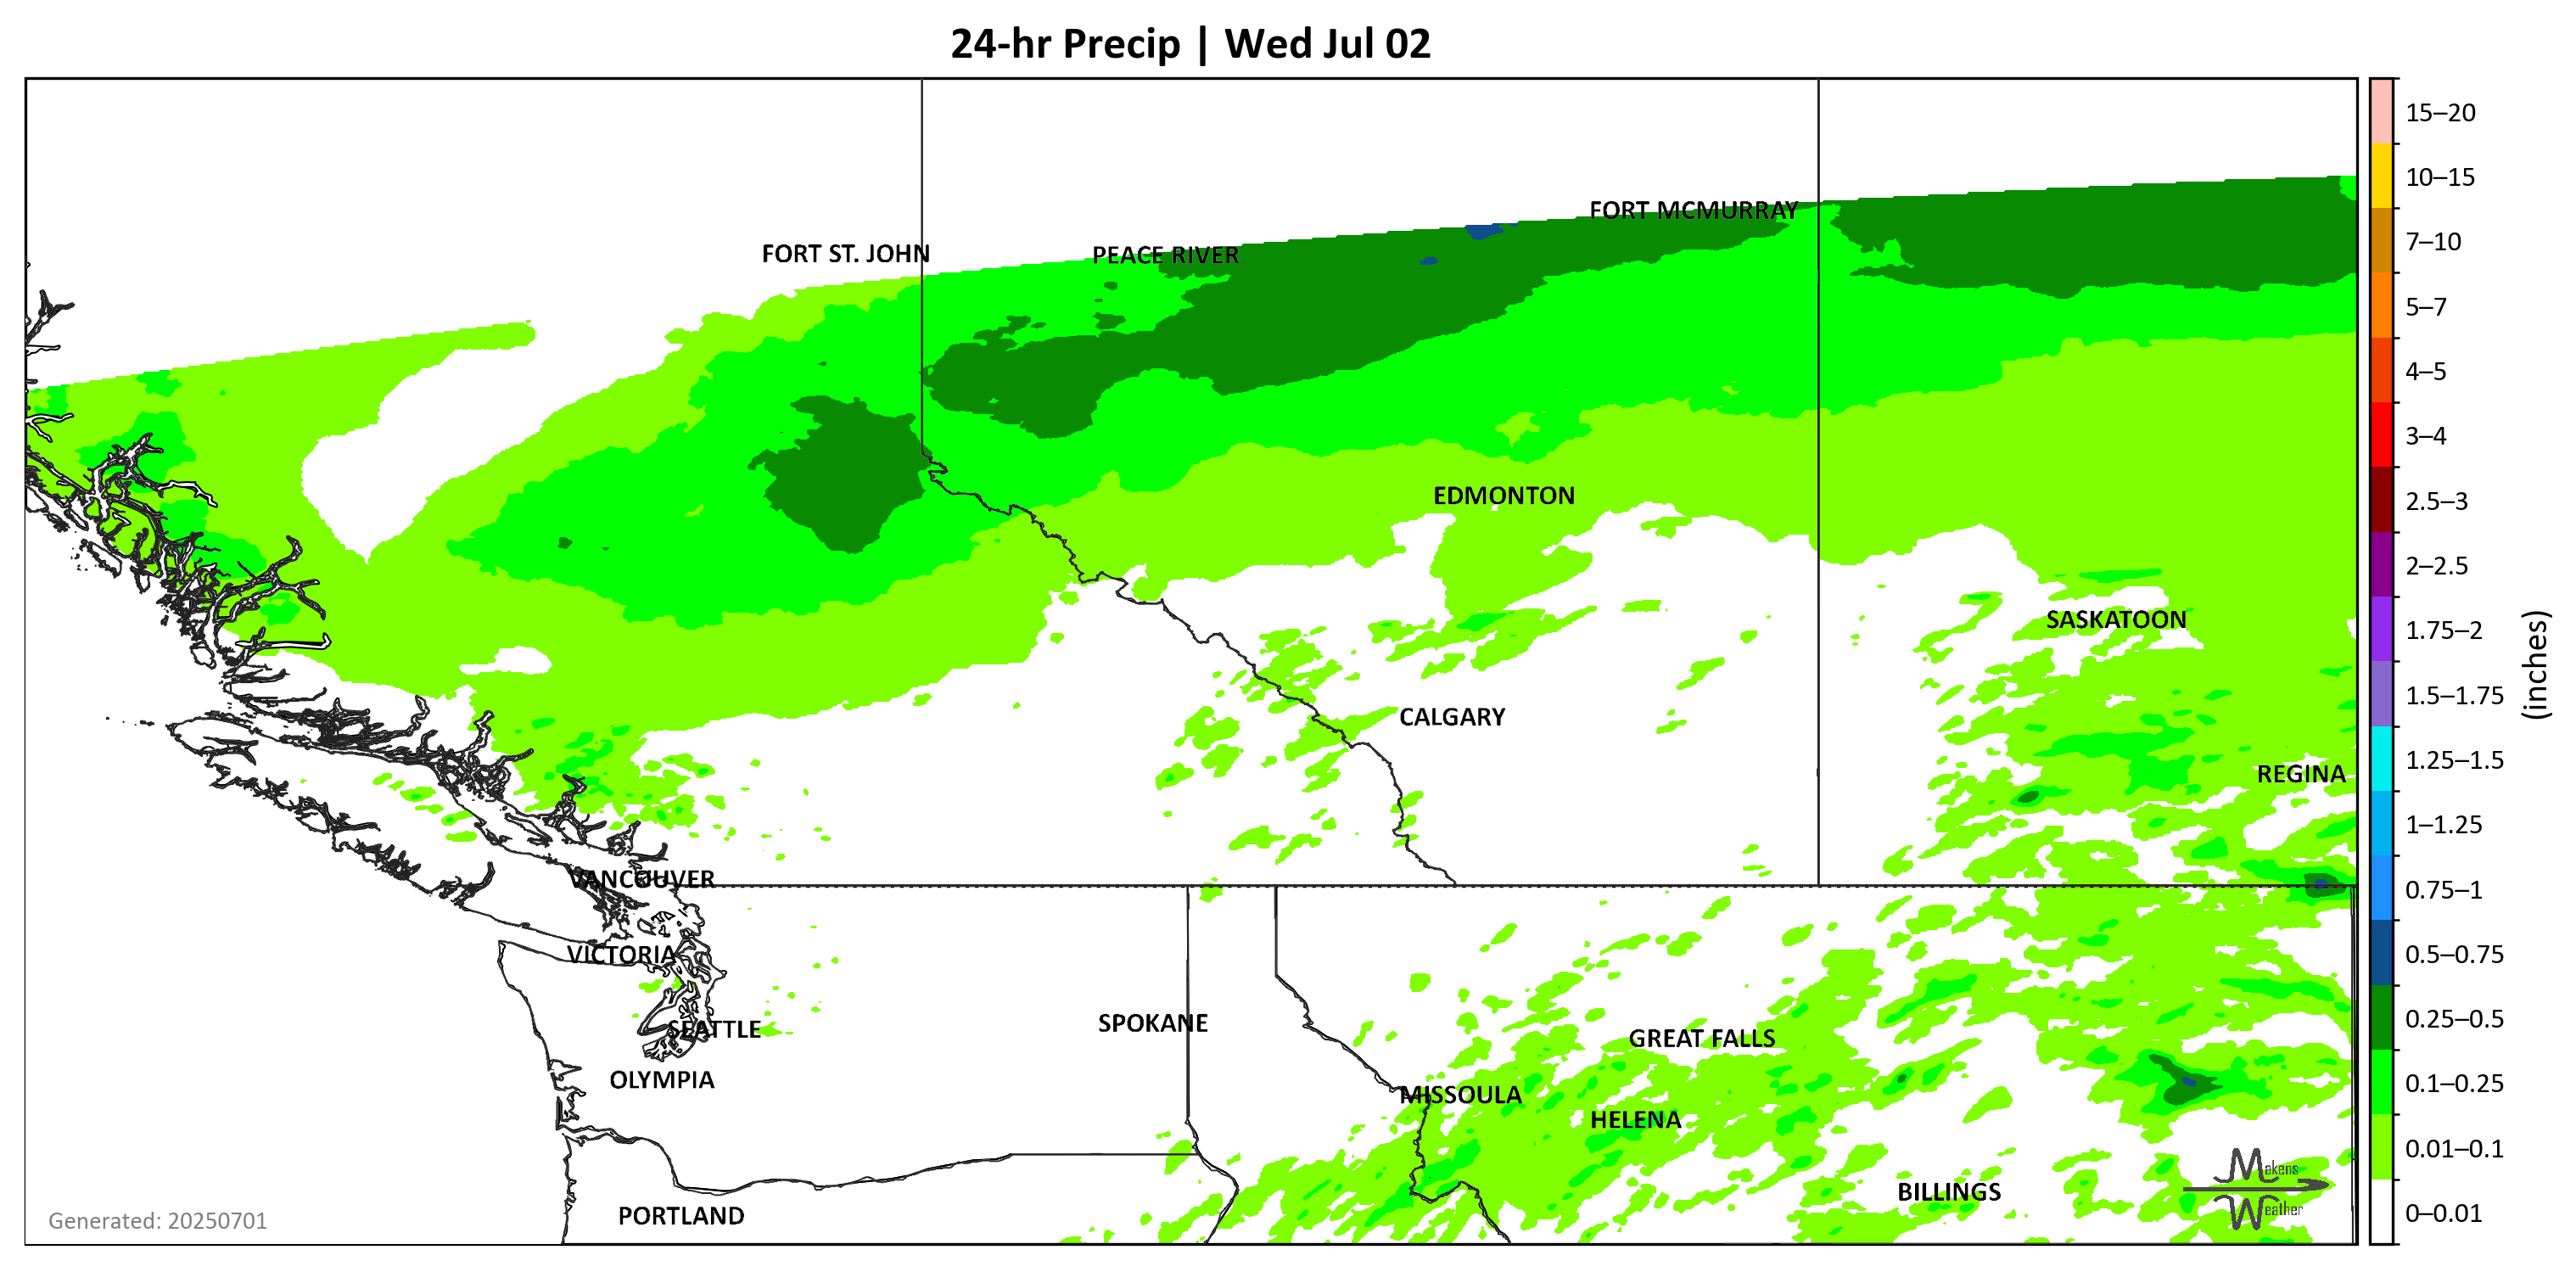 24-hr Precip | Wed Jul 02
FORT MCMURRAY
FORT ST. JOHN
PEACE RIVER
EDMONTON
SASKATOON
CALGARY
REGINA
VANCOUVER
VICTORIA
SPOKANE
SEATTLE
GREAT FALLS
OLYMPIA
MISSOULA
HELENA
BILLINGS
PORTLAND
Generated: 20250701
Makens
Weather
15–20
10–15
7–10
5–7
4–5
3–4
2.5–3
2–2.5
1.75–2
1.5–1.75
1.25–1.5
1–1.25
0.75–1
0.5–0.75
0.25–0.5
0.1–0.25
0.01–0.1
0–0.01
(inches)